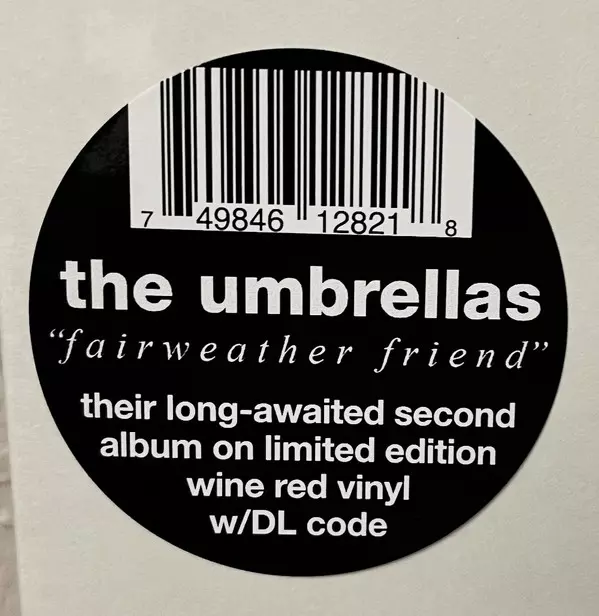 7 49846 12821 8
the umbrellas
“fairweather friend”
their long-awaited second
album on limited edition
wine red vinyl
w/DL code